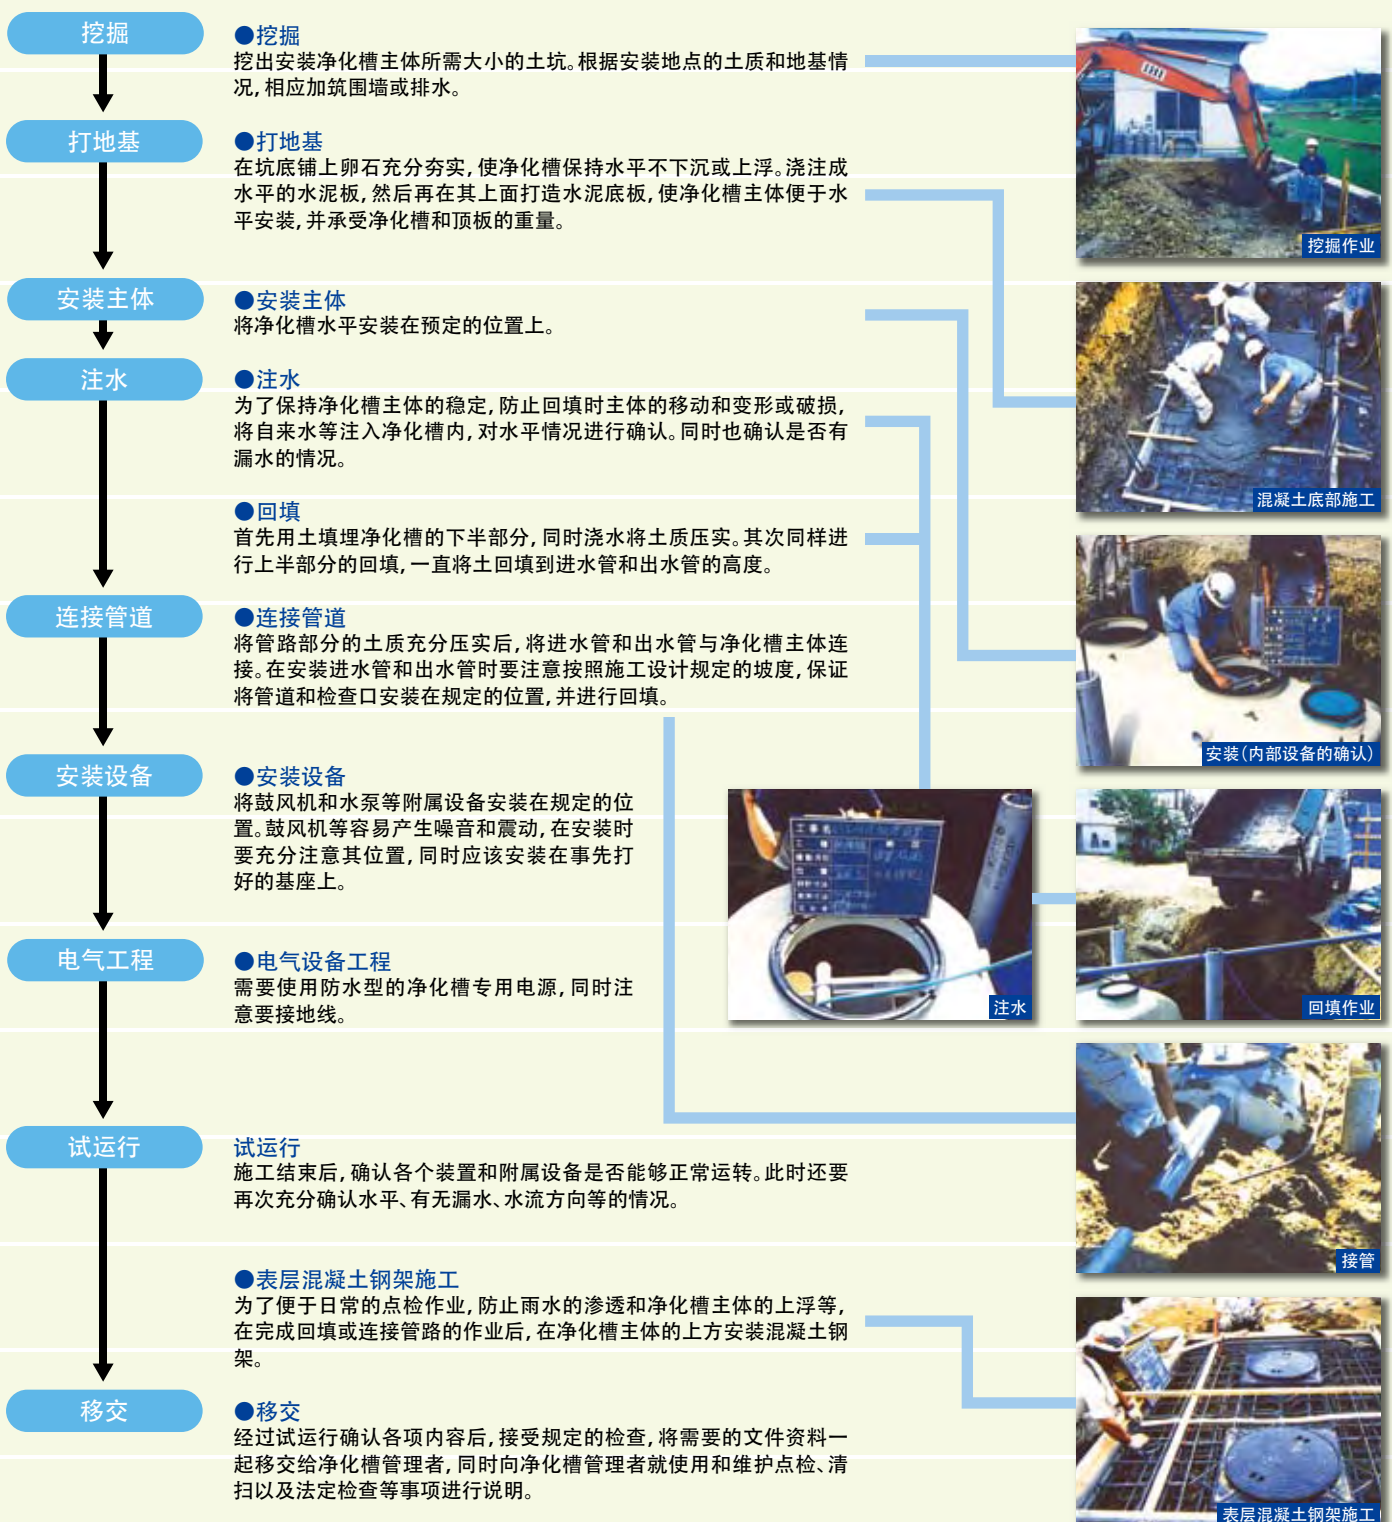 挖掘
●挖掘
挖出安装净化槽主体所需大小的土坑。根据安装地点的土质和地基情
况，相应加筑围墙或排水。
挖掘作业
打地基
●打地基
在坑底铺上卵石充分夯实，使净化槽保持水平不下沉或上浮。浇注成
水平的水泥板，然后再在其上面打造水泥底板，使净化槽主体便于水
平安装，并承受净化槽和顶板的重量。
安装主体
●安装主体
将净化槽水平安装在预定的位置上。
混凝土底部施工
注水
●注水
为了保持净化槽主体的稳定，防止回填时主体的移动和变形或破损，
将自来水等注入净化槽内，对水平情况进行确认。同时也确认是否有
漏水的情况。
●回填
首先用土填埋净化槽的下半部分，同时浇水将土质压实。其次同样进
行上半部分的回填，一直将土回填到进水管和出水管的高度。
连接管道
●连接管道
将管路部分的土质充分压实后，将进水管和出水管与净化槽主体连
接。在安装进水管和出水管时要注意按照施工设计规定的坡度，保证
将管道和检查口安装在规定的位置，并进行回填。
安装（内部设备的确认）
安装设备
●安装设备
将鼓风机和水泵等附属设备安装在规定的位
置。鼓风机等容易产生噪音和震动，在安装时
要充分注意其位置，同时应该安装在事先打
好的基座上。
工事名
注水
回填作业
电气工程
●电气设备工程
需要使用防水型的净化槽专用电源，同时注
意要接地线。
试运行
试运行
施工结束后，确认各个装置和附属设备是否能够正常运转。此时还要
再次充分确认水平、有无漏水、水流方向等的情况。
接管
●表层混凝土钢架施工
为了便于日常的点检作业，防止雨水的渗透和净化槽主体的上浮等，
在完成回填或连接管路的作业后，在净化槽主体的上方安装混凝土钢
架。
移交
●移交
经过试运行确认各项内容后，接受规定的检查，将需要的文件资料一
起移交给净化槽管理者，同时向净化槽管理者就使用和维护点检、清
扫以及法定检查等事项进行说明。
表层混凝土钢架施工